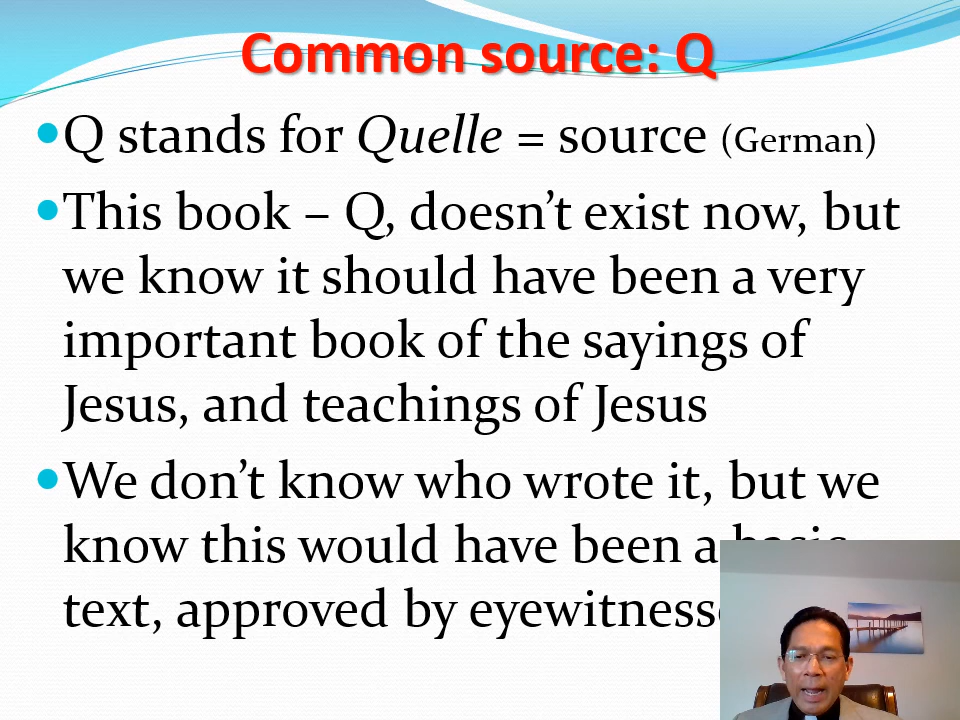 Common source: Q
Q stands for Quelle = source (German)
This book – Q, doesn’t exist now, but
we know it should have been a very
important book of the sayings of
Jesus, and teachings of Jesus
We don’t know who wrote it, but we
know this would have been a basic
text, approved by